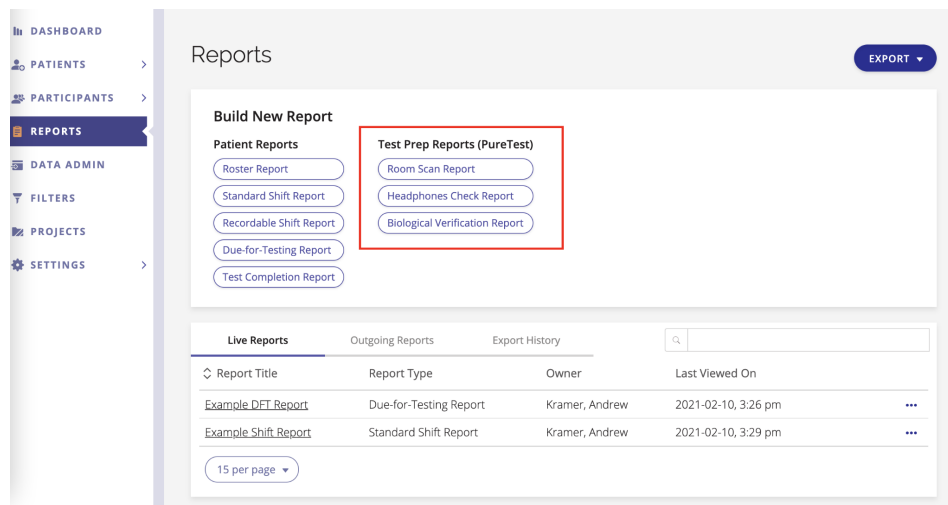 DASHBOARD
PATIENTS
PARTICIPANTS
REPORTS
DATA ADMIN
FILTERS
PROJECTS
SETTINGS
Reports
EXPORT
Build New Report
Patient Reports
Roster Report
Standard Shift Report
Recordable Shift Report
Due-for-Testing Report
Test Completion Report
Test Prep Reports (PureTest)
Room Scan Report
Headphones Check Report
Biological Verification Report
Live Reports Outgoing Reports Export History
Report Title Report Type Owner Last Viewed On
Example DFT Report Due-for-Testing Report Kramer, Andrew 2021-02-10, 3:26 pm
Example Shift Report Standard Shift Report Kramer, Andrew 2021-02-10, 3:29 pm
15 per page